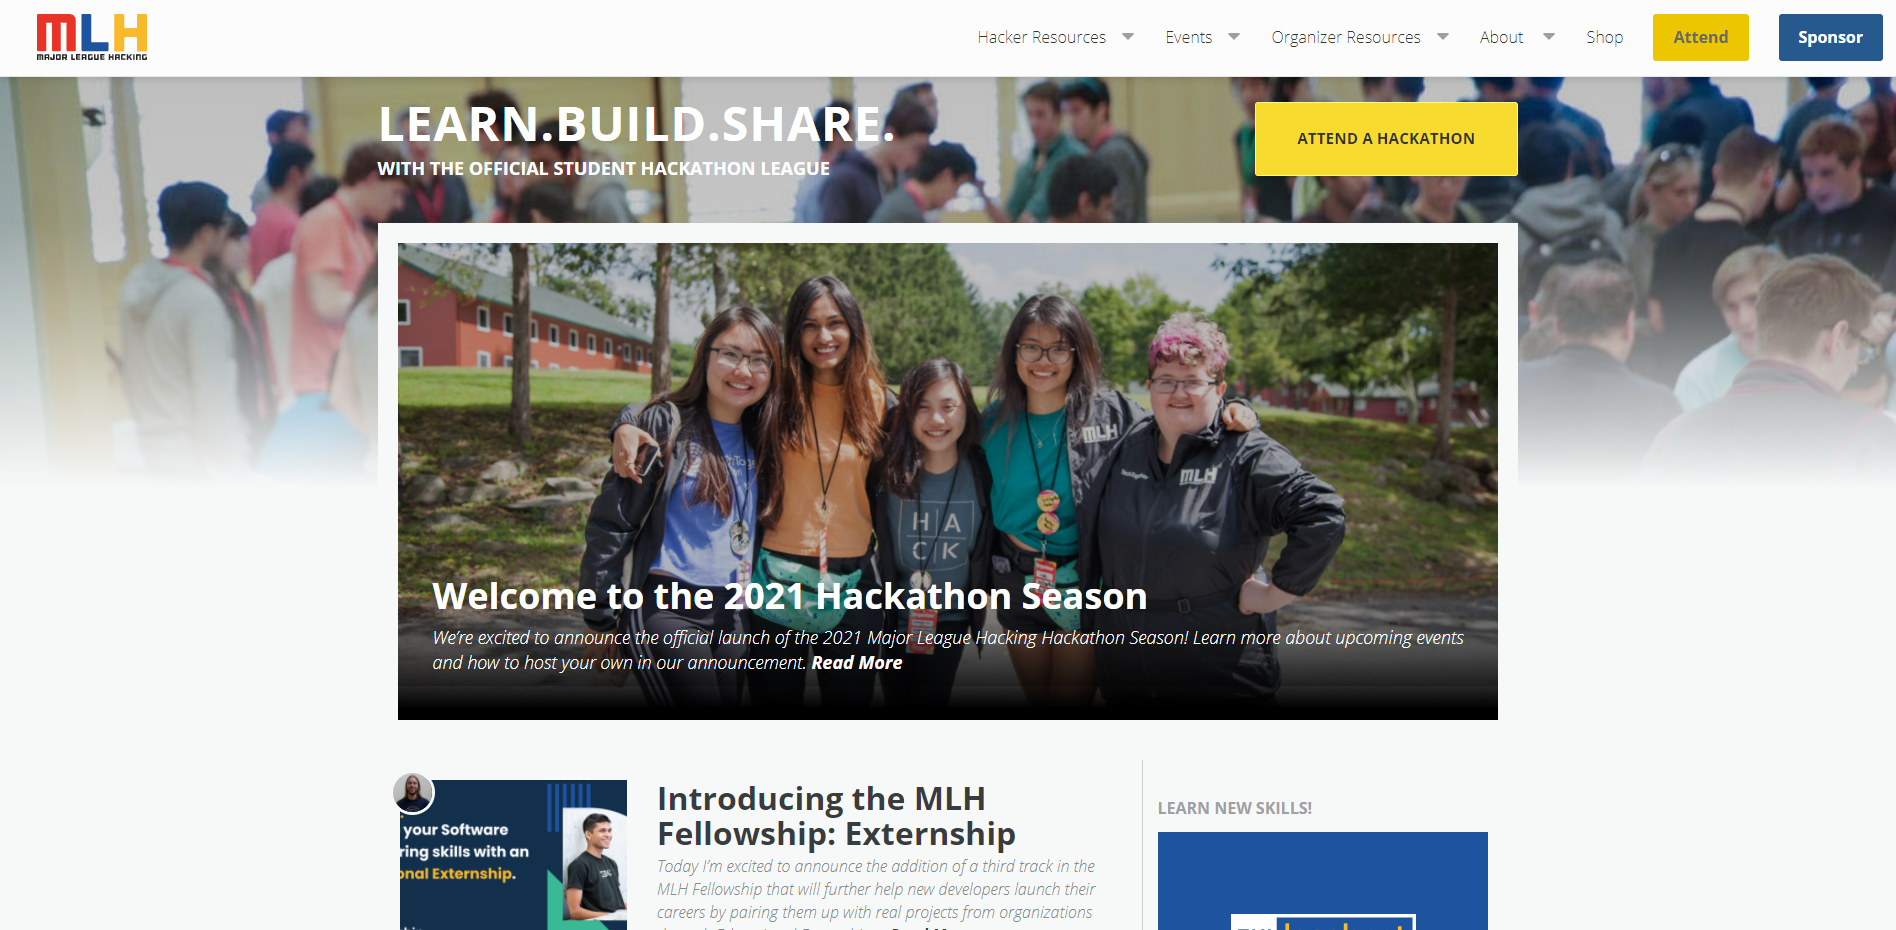 MLH
MAJOR LEAGUE HACKING
Hacker Resources
Events
Organizer Resources
About
Shop
Attend
Sponsor
LEARN.BUILD.SHARE.
WITH THE OFFICIAL STUDENT HACKATHON LEAGUE
ATTEND A HACKATHON
MLH
MLH
HACK
Welcome to the 2021 Hackathon Season
We're excited to announce the official launch of the 2021 Major League Hacking Hackathon Season! Learn more about upcoming events
and how to host your own in our announcement. Read More
your Software
ring skills with an
onal Externship.
Introducing the MLH
Fellowship: Externship
Today I'm excited to announce the addition of a third track in the
MLH Fellowship that will further help new developers launch their
careers by pairing them up with real projects from organizations
LEARN NEW SKILLS!